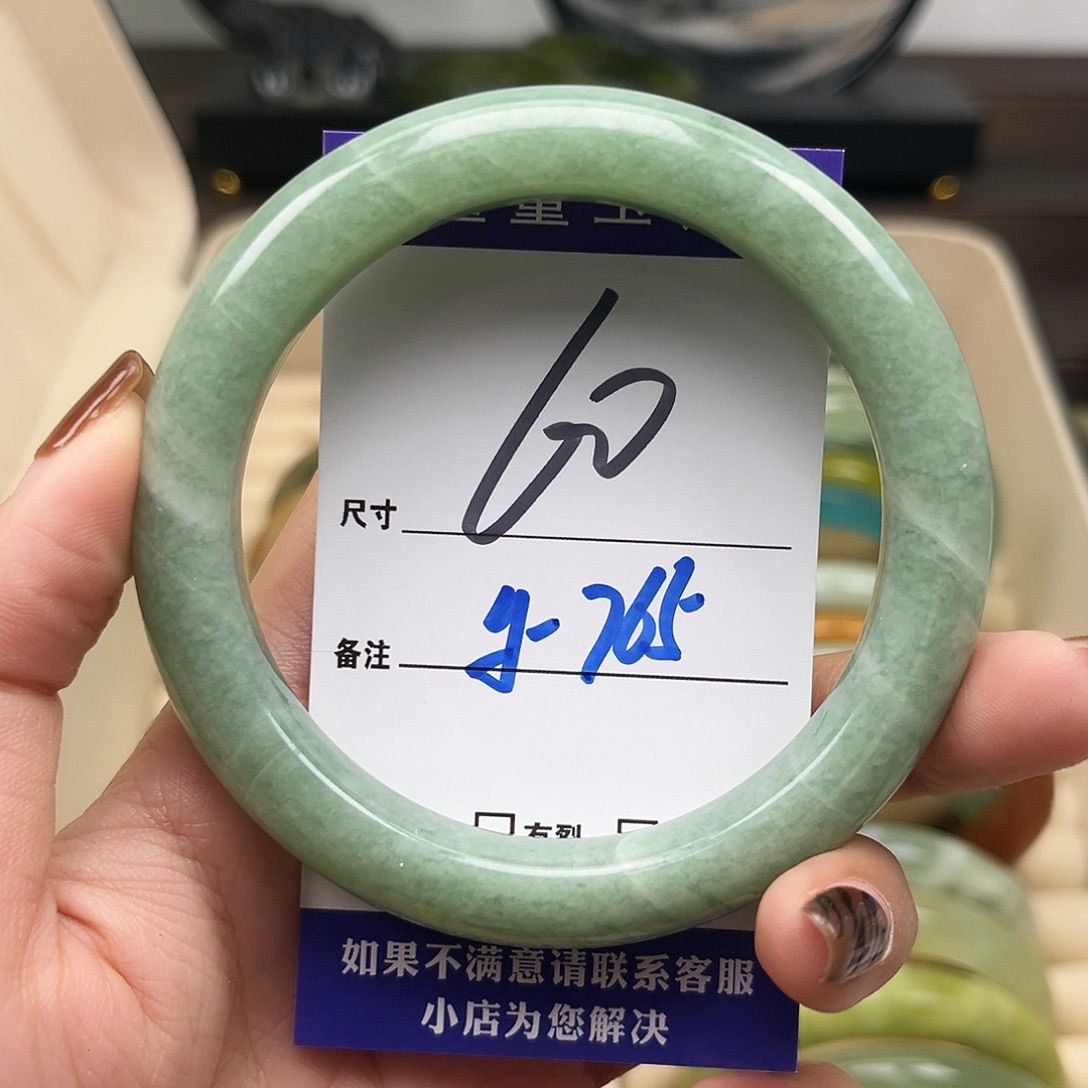 尺寸 60
备注 y-765
□ 有裂 □
如果不满意请联系客服
小店为您解决